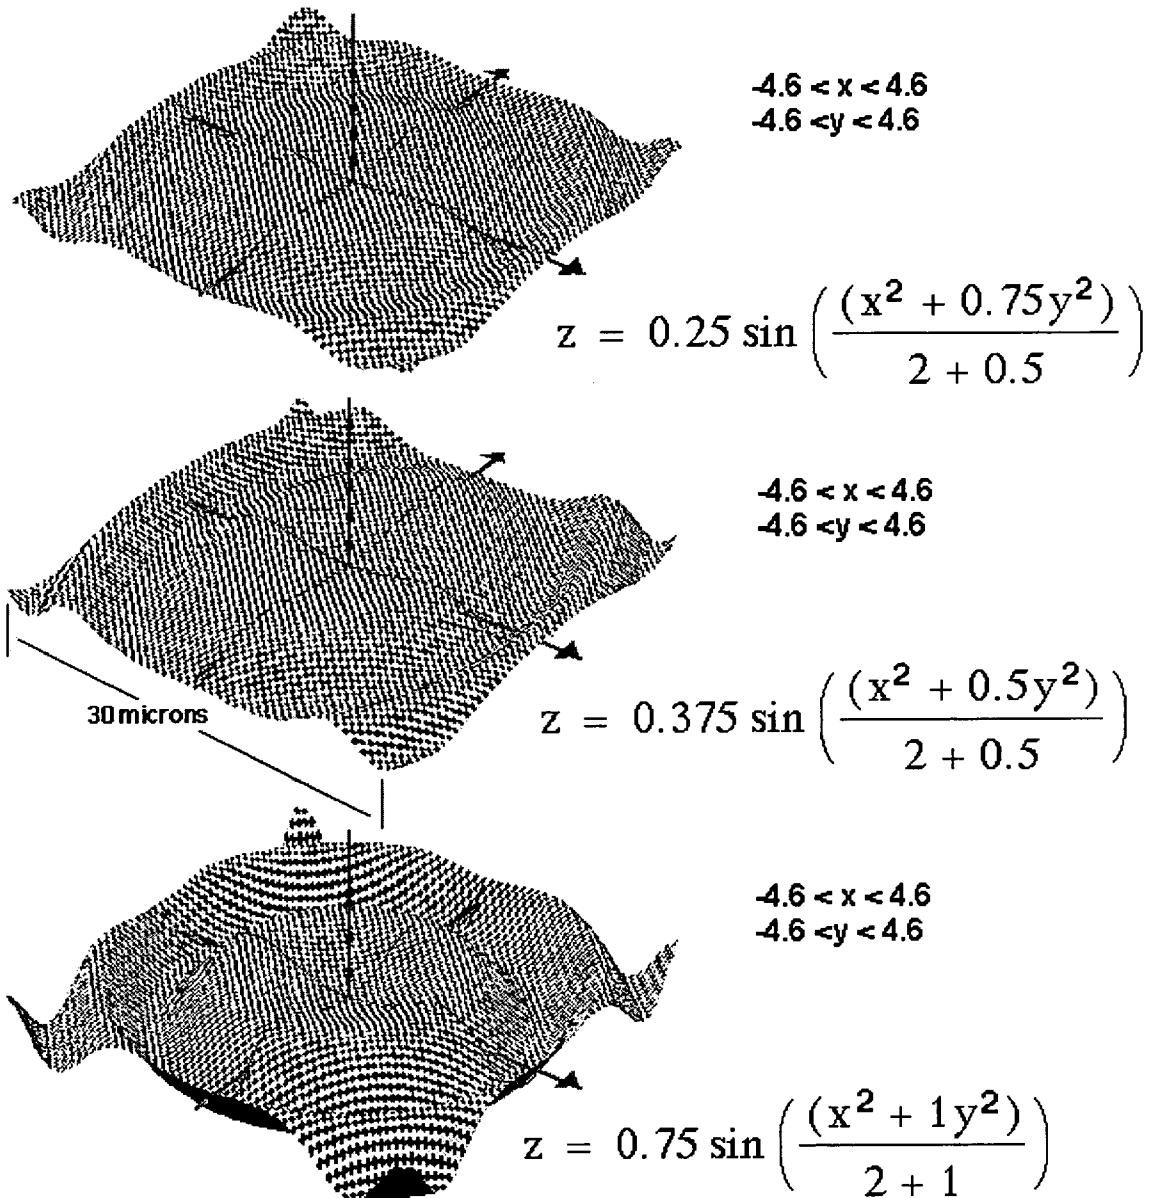 -4.6 < x < 4.6
-4.6 <y < 4.6
z = 0.25 sin ( (x² + 0.75y²) / 2 + 0.5 )
-4.6 < x < 4.6
-4.6 <y < 4.6
30 microns
z = 0.375 sin ( (x² + 0.5y²) / 2 + 0.5 )
-4.6 < x < 4.6
-4.6 <y < 4.6
z = 0.75 sin ( (x² + 1y²) / 2 + 1 )